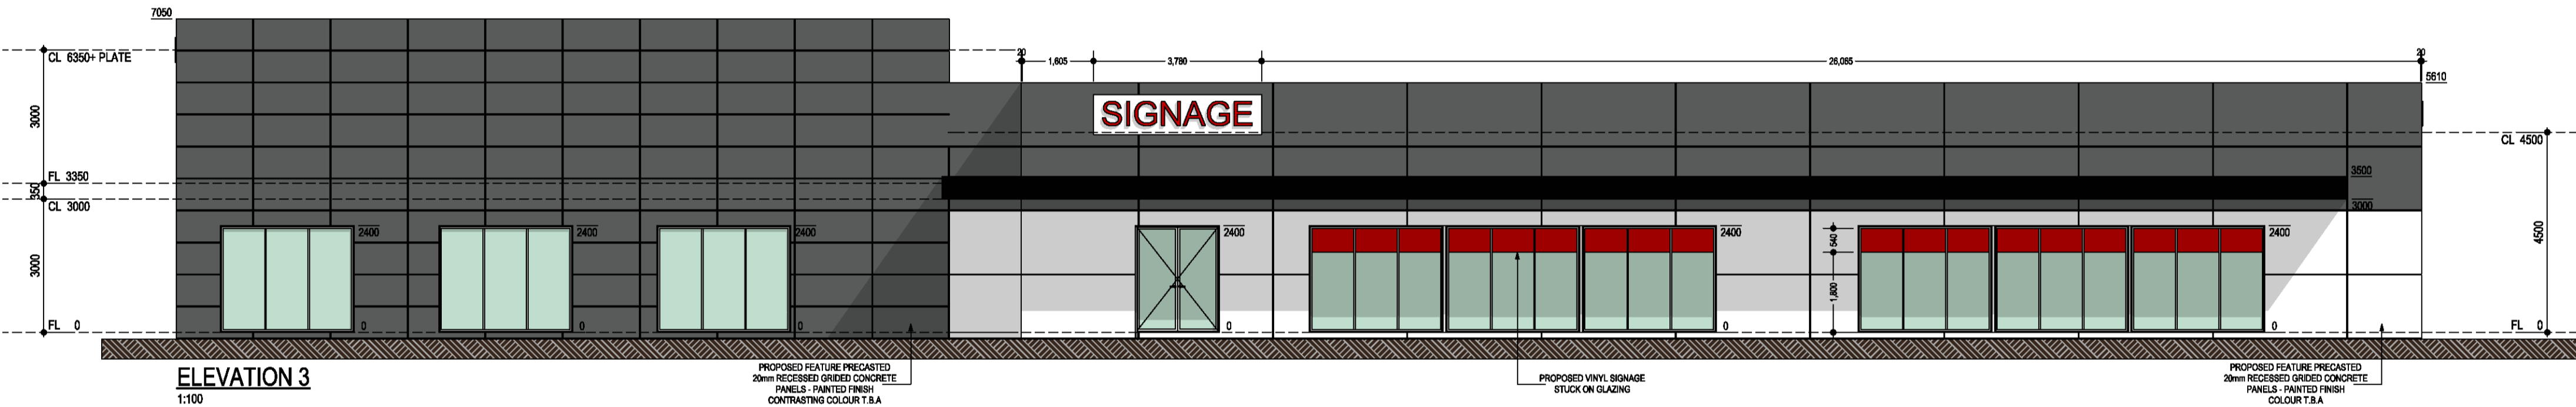 7050
CL 6350+ PLATE
3000
FL 3350
350
CL 3000
3000
FL 0
2400
0
2400
0
2400
0
20
1,605
3,780
26,065
20
5610
SIGNAGE
CL 4500
3500
3000
4500
2400
0
2400
0
540
1,800
2400
0
FL 0
ELEVATION 3
1:100
PROPOSED FEATURE PRECASTED
20mm RECESSED GRIDED CONCRETE
PANELS - PAINTED FINISH
CONTRASTING COLOUR T.B.A
PROPOSED VINYL SIGNAGE
STUCK ON GLAZING
PROPOSED FEATURE PRECASTED
20mm RECESSED GRIDED CONCRETE
PANELS - PAINTED FINISH
COLOUR T.B.A